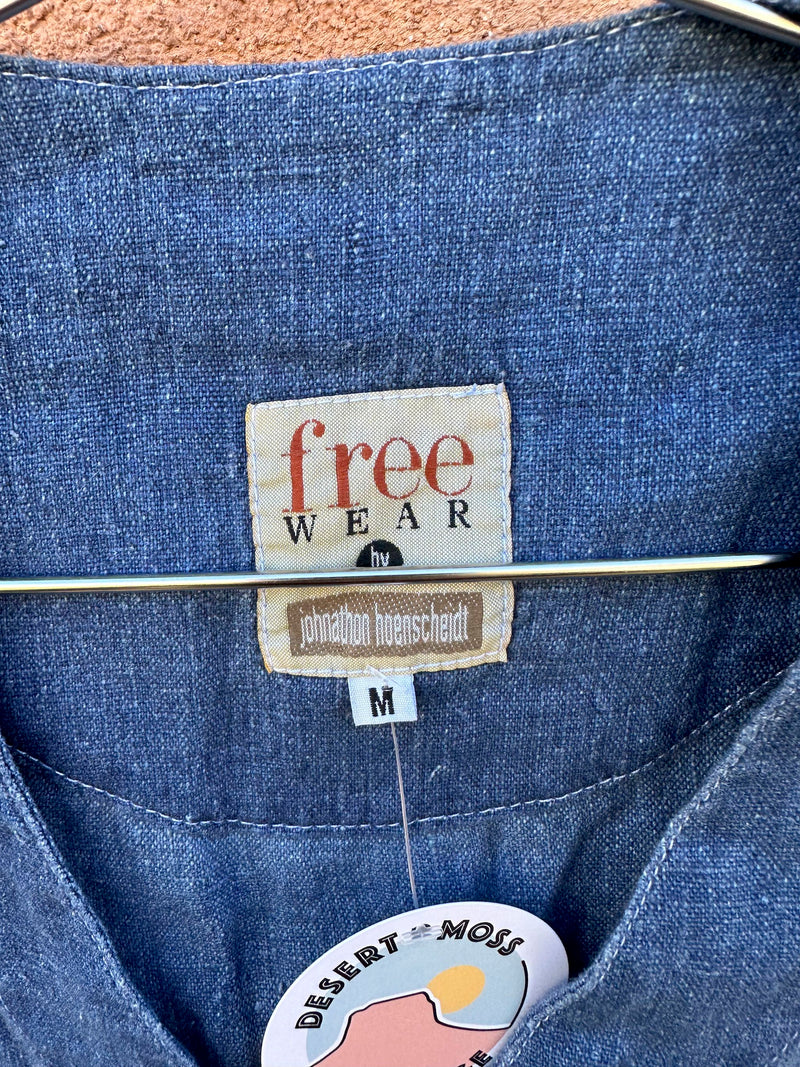 free
WEAR
by
johnathon hoenscheidt
M
DESERT MOSS